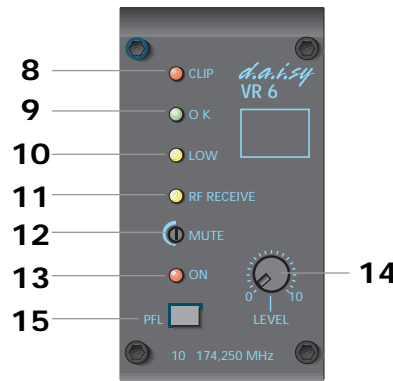 8
CLIP
d.a.i.sy
VR 6
9
O K
10
LOW
11
RF RECEIVE
12
MUTE
13
ON
14
0
10
LEVEL
15
PFL
10 174,250 MHz